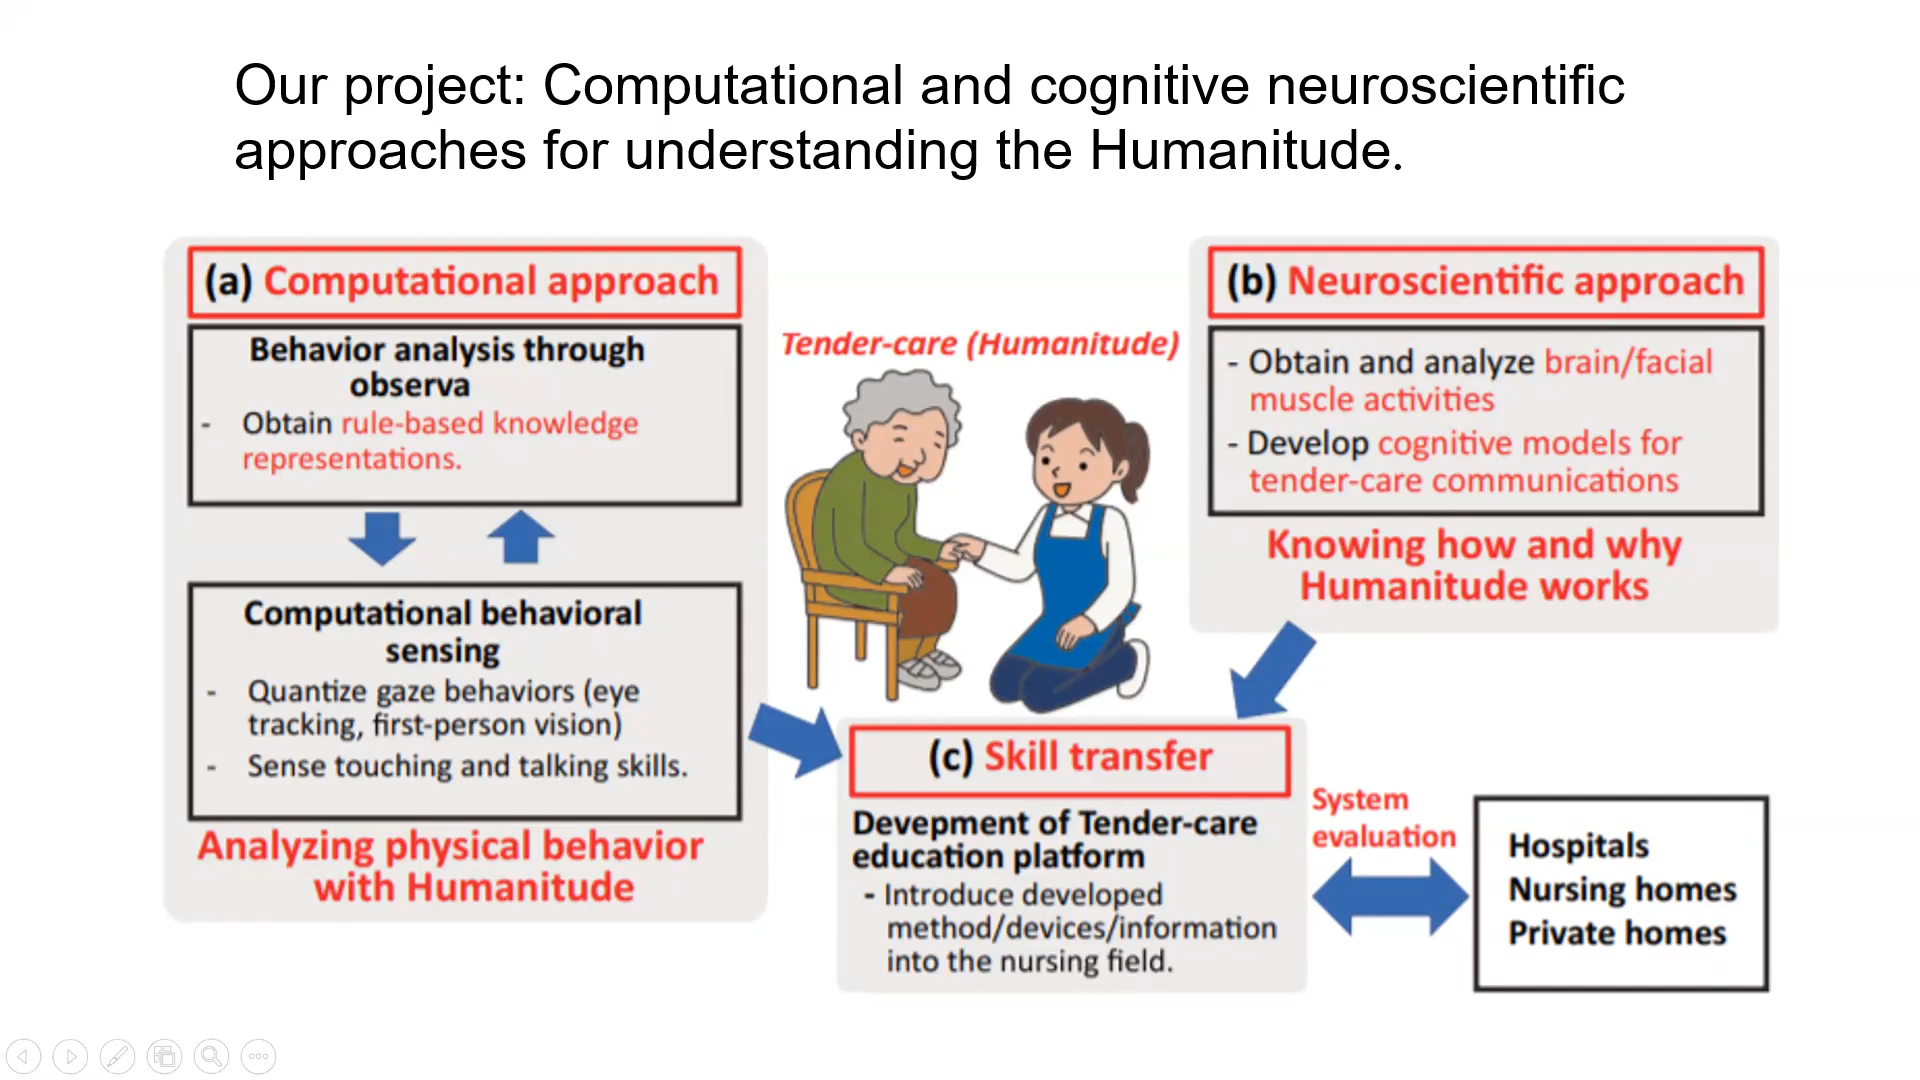 Our project: Computational and cognitive neuroscientific
approaches for understanding the Humanitude.
(a) Computational approach
Behavior analysis through
observa
- Obtain rule-based knowledge
representations.
Computational behavioral
sensing
- Quantize gaze behaviors (eye
tracking, first-person vision)
- Sense touching and talking skills.
Analyzing physical behavior
with Humanitude
Tender-care (Humanitude)
(b) Neuroscientific approach
- Obtain and analyze brain/facial
muscle activities
- Develop cognitive models for
tender-care communications
Knowing how and why
Humanitude works
(c) Skill transfer
Devepment of Tender-care
education platform
- Introduce developed
method/devices/information
into the nursing field.
System
evaluation
Hospitals
Nursing homes
Private homes